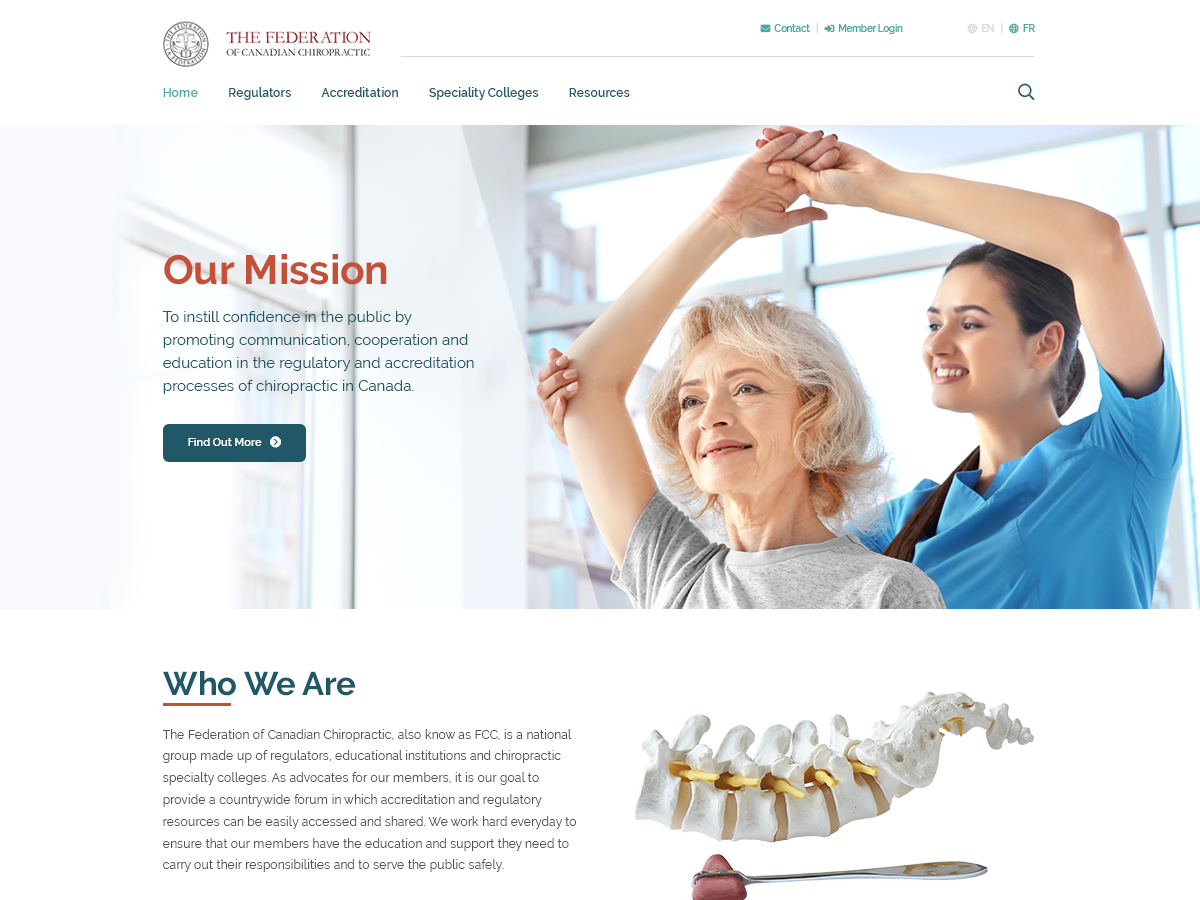 THE FEDERATION
OF CANADIAN CHIROPRACTIC
Contact | Member Login EN | FR
Home Regulators Accreditation Speciality Colleges Resources
Our Mission
To instill confidence in the public by
promoting communication, cooperation and
education in the regulatory and accreditation
processes of chiropractic in Canada.
Find Out More
Who We Are
The Federation of Canadian Chiropractic, also know as FCC, is a national
group made up of regulators, educational institutions and chiropractic
specialty colleges. As advocates for our members, it is our goal to
provide a countrywide forum in which accreditation and regulatory
resources can be easily accessed and shared. We work hard everyday to
ensure that our members have the education and support they need to
carry out their responsibilities and to serve the public safely.